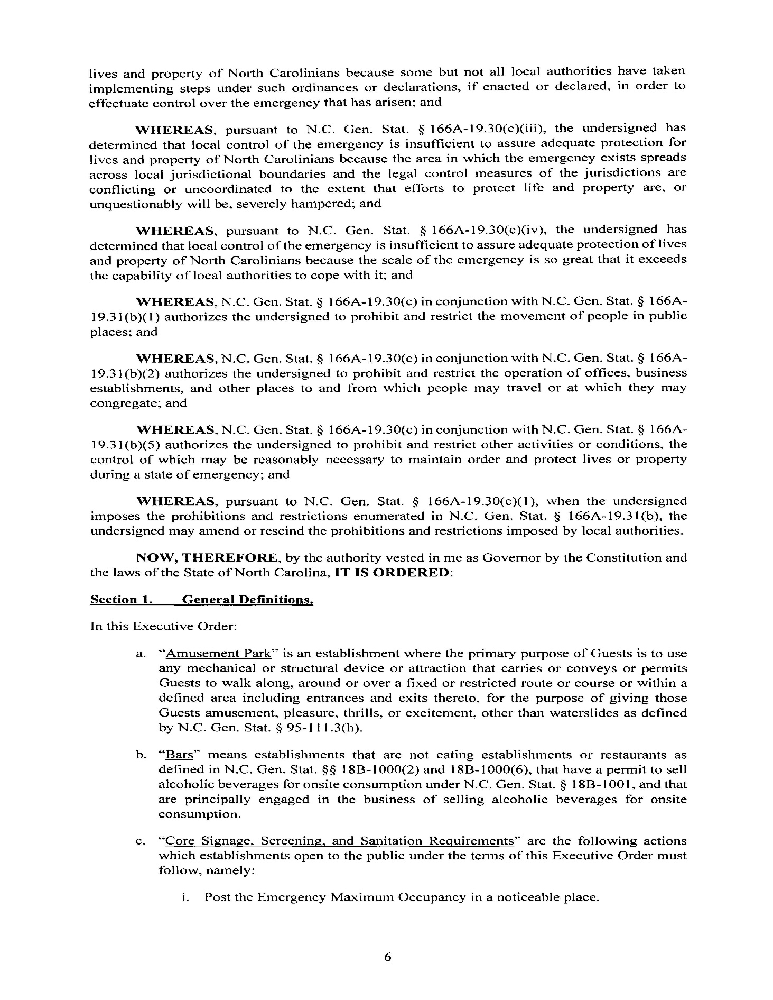 lives and property of North Carolinians because some but not all local authorities have taken
implementing steps under such ordinances or declarations, if enacted or declared, in order to
effectuate control over the emergency that has arisen; and
WHEREAS, pursuant to N.C. Gen. Stat. § 166A-19.30(c)(iii), the undersigned has
determined that local control of the emergency is insufficient to assure adequate protection for
lives and property of North Carolinians because the area in which the emergency exists spreads
across local jurisdictional boundaries and the legal control measures of the jurisdictions are
conflicting or uncoordinated to the extent that efforts to protect life and property are, or
unquestionably will be, severely hampered; and
WHEREAS, pursuant to N.C. Gen. Stat. § 166A-19.30(c)(iv), the undersigned has
determined that local control of the emergency is insufficient to assure adequate protection of lives
and property of North Carolinians because the scale of the emergency is so great that it exceeds
the capability of local authorities to cope with it; and
WHEREAS, N.C. Gen. Stat. § 166A-19.30(c) in conjunction with N.C. Gen. Stat. § 166A-
19.31(b)(1) authorizes the undersigned to prohibit and restrict the movement of people in public
places; and
WHEREAS, N.C. Gen. Stat. § 166A-19.30(c) in conjunction with N.C. Gen. Stat. § 166A-
19.31(b)(2) authorizes the undersigned to prohibit and restrict the operation of offices, business
establishments, and other places to and from which people may travel or at which they may
congregate; and
WHEREAS, N.C. Gen. Stat. § 166A-19.30(c) in conjunction with N.C. Gen. Stat. § 166A-
19.31(b)(5) authorizes the undersigned to prohibit and restrict other activities or conditions, the
control of which may be reasonably necessary to maintain order and protect lives or property
during a state of emergency; and
WHEREAS, pursuant to N.C. Gen. Stat. § 166A-19.30(c)(1), when the undersigned
imposes the prohibitions and restrictions enumerated in N.C. Gen. Stat. § 166A-19.31(b), the
undersigned may amend or rescind the prohibitions and restrictions imposed by local authorities.
NOW, THEREFORE, by the authority vested in me as Governor by the Constitution and
the laws of the State of North Carolina, IT IS ORDERED:
Section 1. General Definitions.
In this Executive Order:
a. “Amusement Park” is an establishment where the primary purpose of Guests is to use
any mechanical or structural device or attraction that carries or conveys or permits
Guests to walk along, around or over a fixed or restricted route or course or within a
defined area including entrances and exits thereto, for the purpose of giving those
Guests amusement, pleasure, thrills, or excitement, other than waterslides as defined
by N.C. Gen. Stat. § 95-111.3(h).
b. “Bars” means establishments that are not eating establishments or restaurants as
defined in N.C. Gen. Stat. §§ 18B-1000(2) and 18B-1000(6), that have a permit to sell
alcoholic beverages for onsite consumption under N.C. Gen. Stat. § 18B-1001, and that
are principally engaged in the business of selling alcoholic beverages for onsite
consumption.
c. “Core Signage, Screening, and Sanitation Requirements” are the following actions
which establishments open to the public under the terms of this Executive Order must
follow, namely:
i. Post the Emergency Maximum Occupancy in a noticeable place.
6